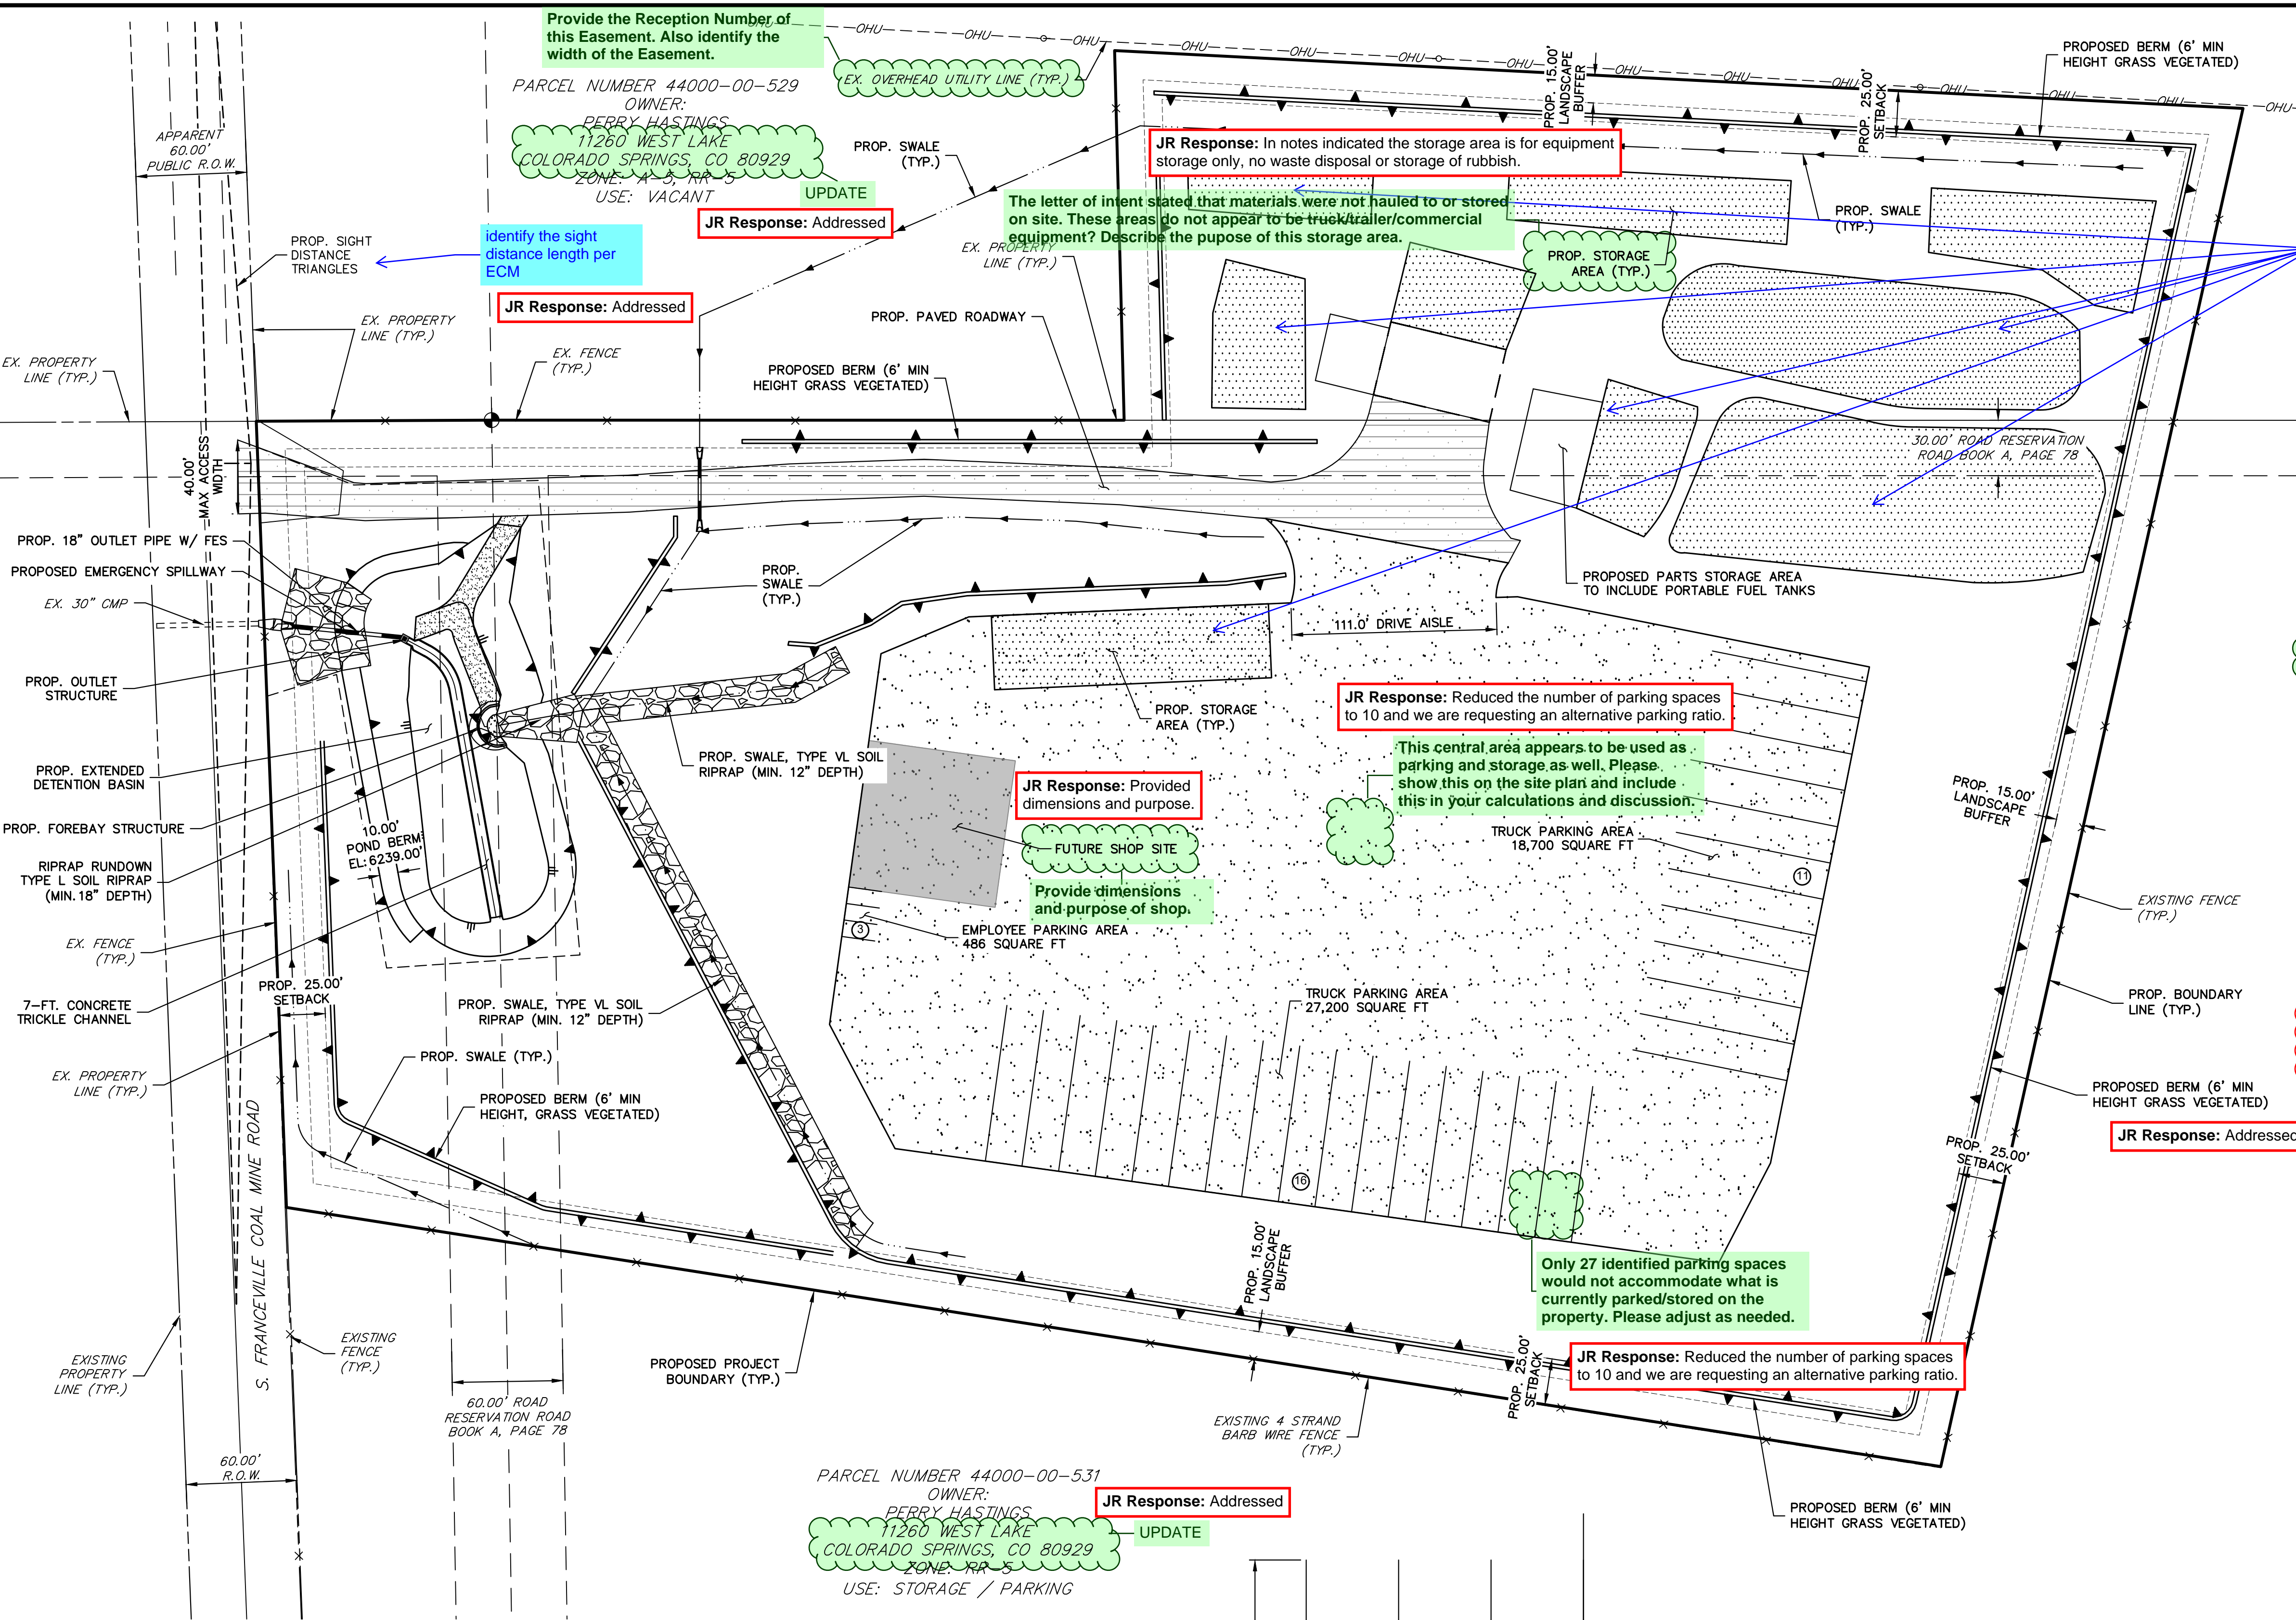 Provide the Reception Number of
this Easement. Also identify the
width of the Easement.
OHU
OHU
OHU
OHU
OHU
OHU
OHU
OHU
OHU
OHU
OHU
OHU
OHU
EX. OVERHEAD UTILITY LINE (TYP.)
PROP. 15.00'
LANDSCAPE
BUFFER
PROP. 25.00'
SETBACK
PROPOSED BERM (6' MIN
HEIGHT GRASS VEGETATED)
PARCEL NUMBER 44000-00-529
OWNER:
PERRY HASTINGS
11260 WEST LAKE
COLORADO SPRINGS, CO 80929
ZONE: A-5, RR-5
USE: VACANT
UPDATE
JR Response: Addressed
APPARENT
60.00'
PUBLIC R.O.W.
PROP. SWALE
(TYP.)
JR Response: In notes indicated the storage area is for equipment
storage only, no waste disposal or storage of rubbish.
The letter of intent stated that materials were not hauled to or stored
on site. These areas do not appear to be truck/trailer/commercial
equipment? Describe the pupose of this storage area.
PROP. SWALE
(TYP.)
PROP. SIGHT
DISTANCE
TRIANGLES
identify the sight
distance length per
ECM
JR Response: Addressed
EX. PROPERTY
LINE (TYP.)
PROP. STORAGE
AREA (TYP.)
PROP. PAVED ROADWAY
EX. PROPERTY
LINE (TYP.)
EX. PROPERTY
LINE (TYP.)
EX. FENCE
(TYP.)
PROPOSED BERM (6' MIN
HEIGHT GRASS VEGETATED)
40.00'
MAX ACCESS
WIDTH
30.00' ROAD RESERVATION
ROAD BOOK A, PAGE 78
PROP. 18" OUTLET PIPE W/ FES
PROPOSED EMERGENCY SPILLWAY
EX. 30" CMP
PROP.
SWALE
(TYP.)
PROPOSED PARTS STORAGE AREA
TO INCLUDE PORTABLE FUEL TANKS
111.0' DRIVE AISLE
PROP. OUTLET
STRUCTURE
PROP. STORAGE
AREA (TYP.)
JR Response: Reduced the number of parking spaces
to 10 and we are requesting an alternative parking ratio.
This central area appears to be used as
parking and storage as well. Please
show this on the site plan and include
this in your calculations and discussion.
PROP. SWALE, TYPE VL SOIL
RIPRAP (MIN. 12" DEPTH)
PROP. EXTENDED
DETENTION BASIN
JR Response: Provided
dimensions and purpose.
FUTURE SHOP SITE
Provide dimensions
and purpose of shop.
TRUCK PARKING AREA
18,700 SQUARE FT
11
PROP. 15.00'
LANDSCAPE
BUFFER
PROP. FOREBAY STRUCTURE
10.00'
POND BERM
EL:6239.00'
RIPRAP RUNDOWN
TYPE L SOIL RIPRAP
(MIN.18" DEPTH)
3
EMPLOYEE PARKING AREA
486 SQUARE FT
EXISTING FENCE
(TYP.)
EX. FENCE
(TYP.)
PROP. 25.00'
SETBACK
7-FT. CONCRETE
TRICKLE CHANNEL
PROP. SWALE, TYPE VL SOIL
RIPRAP (MIN. 12" DEPTH)
TRUCK PARKING AREA
27,200 SQUARE FT
PROP. BOUNDARY
LINE (TYP.)
PROP. SWALE (TYP.)
EX. PROPERTY
LINE (TYP.)
PROPOSED BERM (6' MIN
HEIGHT, GRASS VEGETATED)
PROPOSED BERM (6' MIN
HEIGHT GRASS VEGETATED)
JR Response: Addressed
PROP. 25.00'
SETBACK
16
S. FRANCEVILLE COAL MINE ROAD
PROP. 15.00'
LANDSCAPE
BUFFER
Only 27 identified parking spaces
would not accommodate what is
currently parked/stored on the
property. Please adjust as needed.
JR Response: Reduced the number of parking spaces
to 10 and we are requesting an alternative parking ratio.
PROP. 25.00'
SETBACK
EXISTING
PROPERTY
LINE (TYP.)
EXISTING
FENCE
(TYP.)
PROPOSED PROJECT
BOUNDARY (TYP.)
60.00' ROAD
RESERVATION ROAD
BOOK A, PAGE 78
EXISTING 4 STRAND
BARB WIRE FENCE
(TYP.)
60.00'
R.O.W.
PARCEL NUMBER 44000-00-531
OWNER:
PERRY HASTINGS
11260 WEST LAKE
COLORADO SPRINGS, CO 80929
ZONE: RR-5
USE: STORAGE / PARKING
JR Response: Addressed
UPDATE
PROPOSED BERM (6' MIN
HEIGHT GRASS VEGETATED)